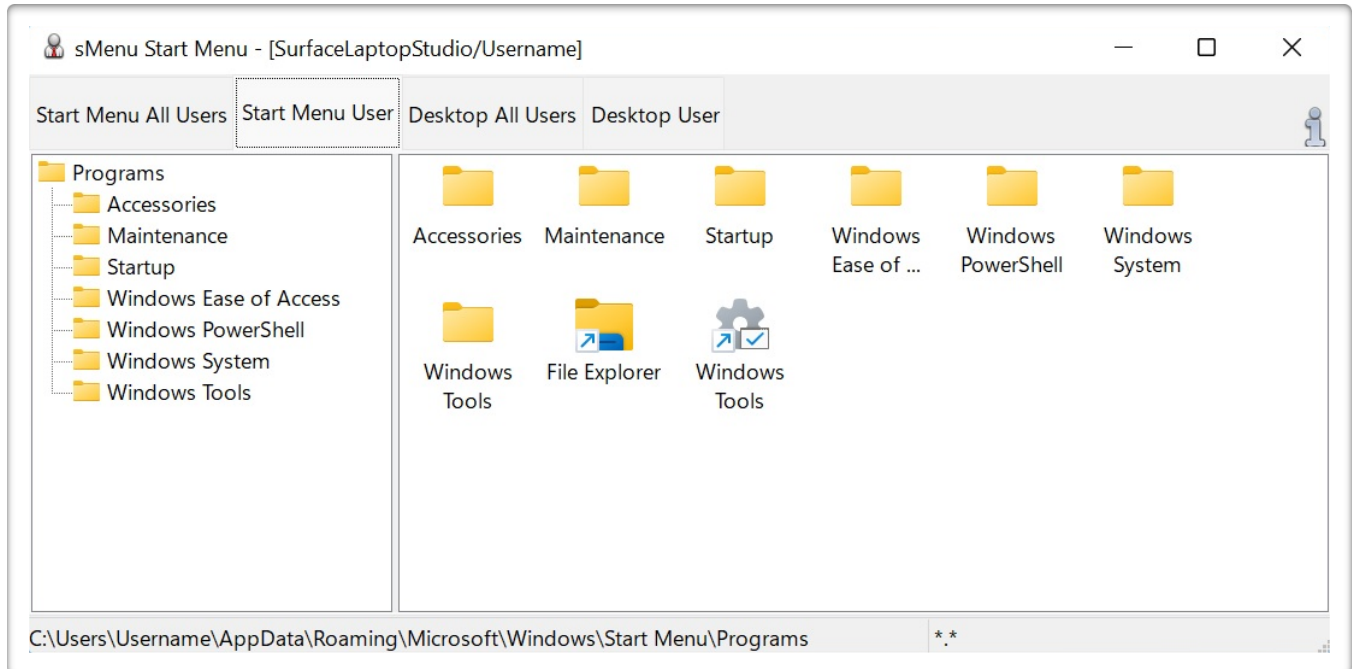 sMenu Start Menu - [SurfaceLaptopStudio/Username]
Start Menu All Users
Start Menu User
Desktop All Users
Desktop User
Programs
Accessories
Maintenance
Startup
Windows Ease of Access
Windows PowerShell
Windows System
Windows Tools
Accessories
Maintenance
Startup
Windows
Ease of ...
Windows
PowerShell
Windows
System
Windows
Tools
File Explorer
Windows
Tools
C:\Users\Username\AppData\Roaming\Microsoft\Windows\Start Menu\Programs
*.*